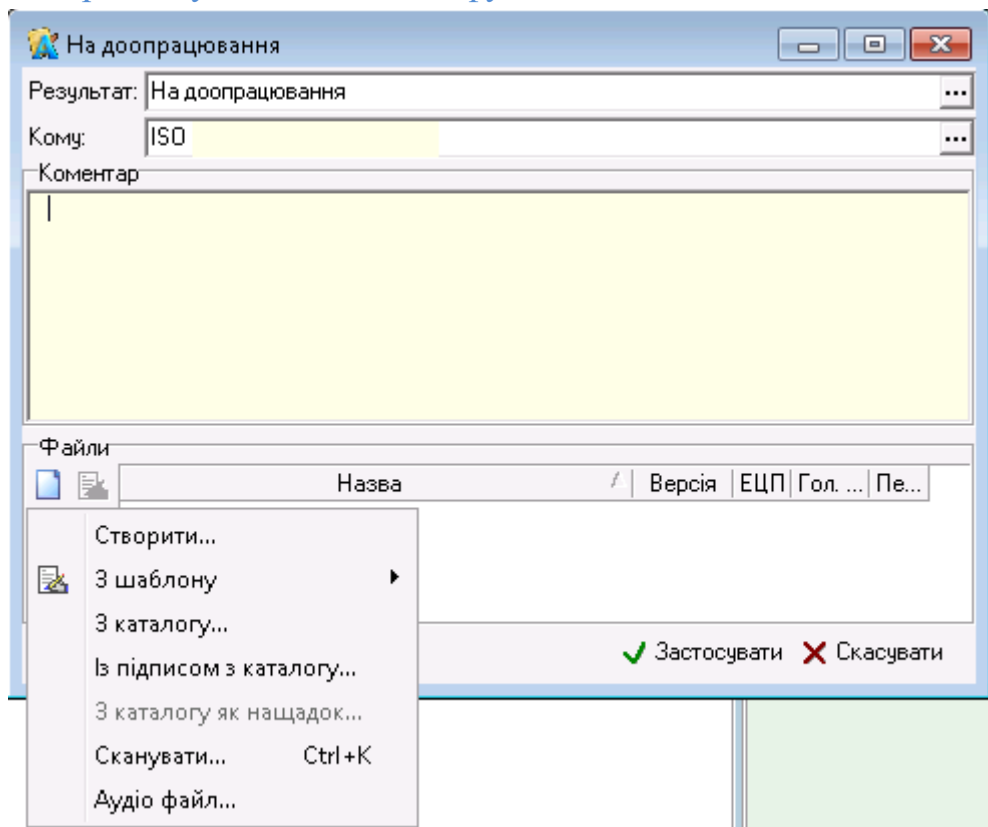 На доопрацювання
Результат: На доопрацювання ...
Кому: ISO ...
Коментар
Файли
Назва Версія ЕЦП Гол. ... Пе...
Створити...
З шаблону
З каталогу...
Із підписом з каталогу...
З каталогу як нащадок...
Сканувати... Ctrl+K
Аудіо файл...
Застосувати Скасувати